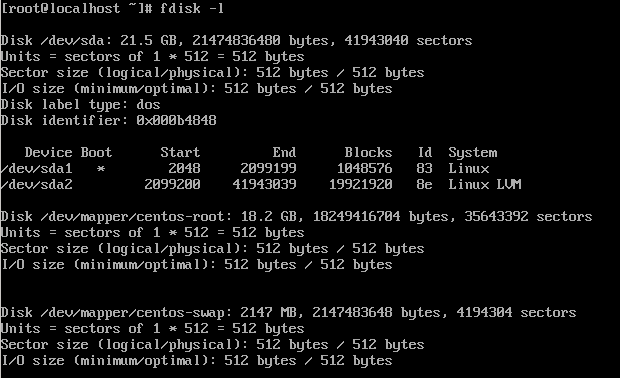 [root@localhost ~]# fdisk -l
Disk /dev/sda: 21.5 GB, 21474836480 bytes, 41943040 sectors
Units = sectors of 1 * 512 = 512 bytes
Sector size (logical/physical): 512 bytes / 512 bytes
I/O size (minimum/optimal): 512 bytes / 512 bytes
Disk label type: dos
Disk identifier: 0x000b4848
Device Boot Start End Blocks Id System
/dev/sda1 * 2048 2099199 1048576 83 Linux
/dev/sda2 2099200 41943039 19921920 8e Linux LVM
Disk /dev/mapper/centos-root: 18.2 GB, 18249416704 bytes, 35643392 sectors
Units = sectors of 1 * 512 = 512 bytes
Sector size (logical/physical): 512 bytes / 512 bytes
I/O size (minimum/optimal): 512 bytes / 512 bytes
Disk /dev/mapper/centos-swap: 2147 MB, 2147483648 bytes, 4194304 sectors
Units = sectors of 1 * 512 = 512 bytes
Sector size (logical/physical): 512 bytes / 512 bytes
I/O size (minimum/optimal): 512 bytes / 512 bytes